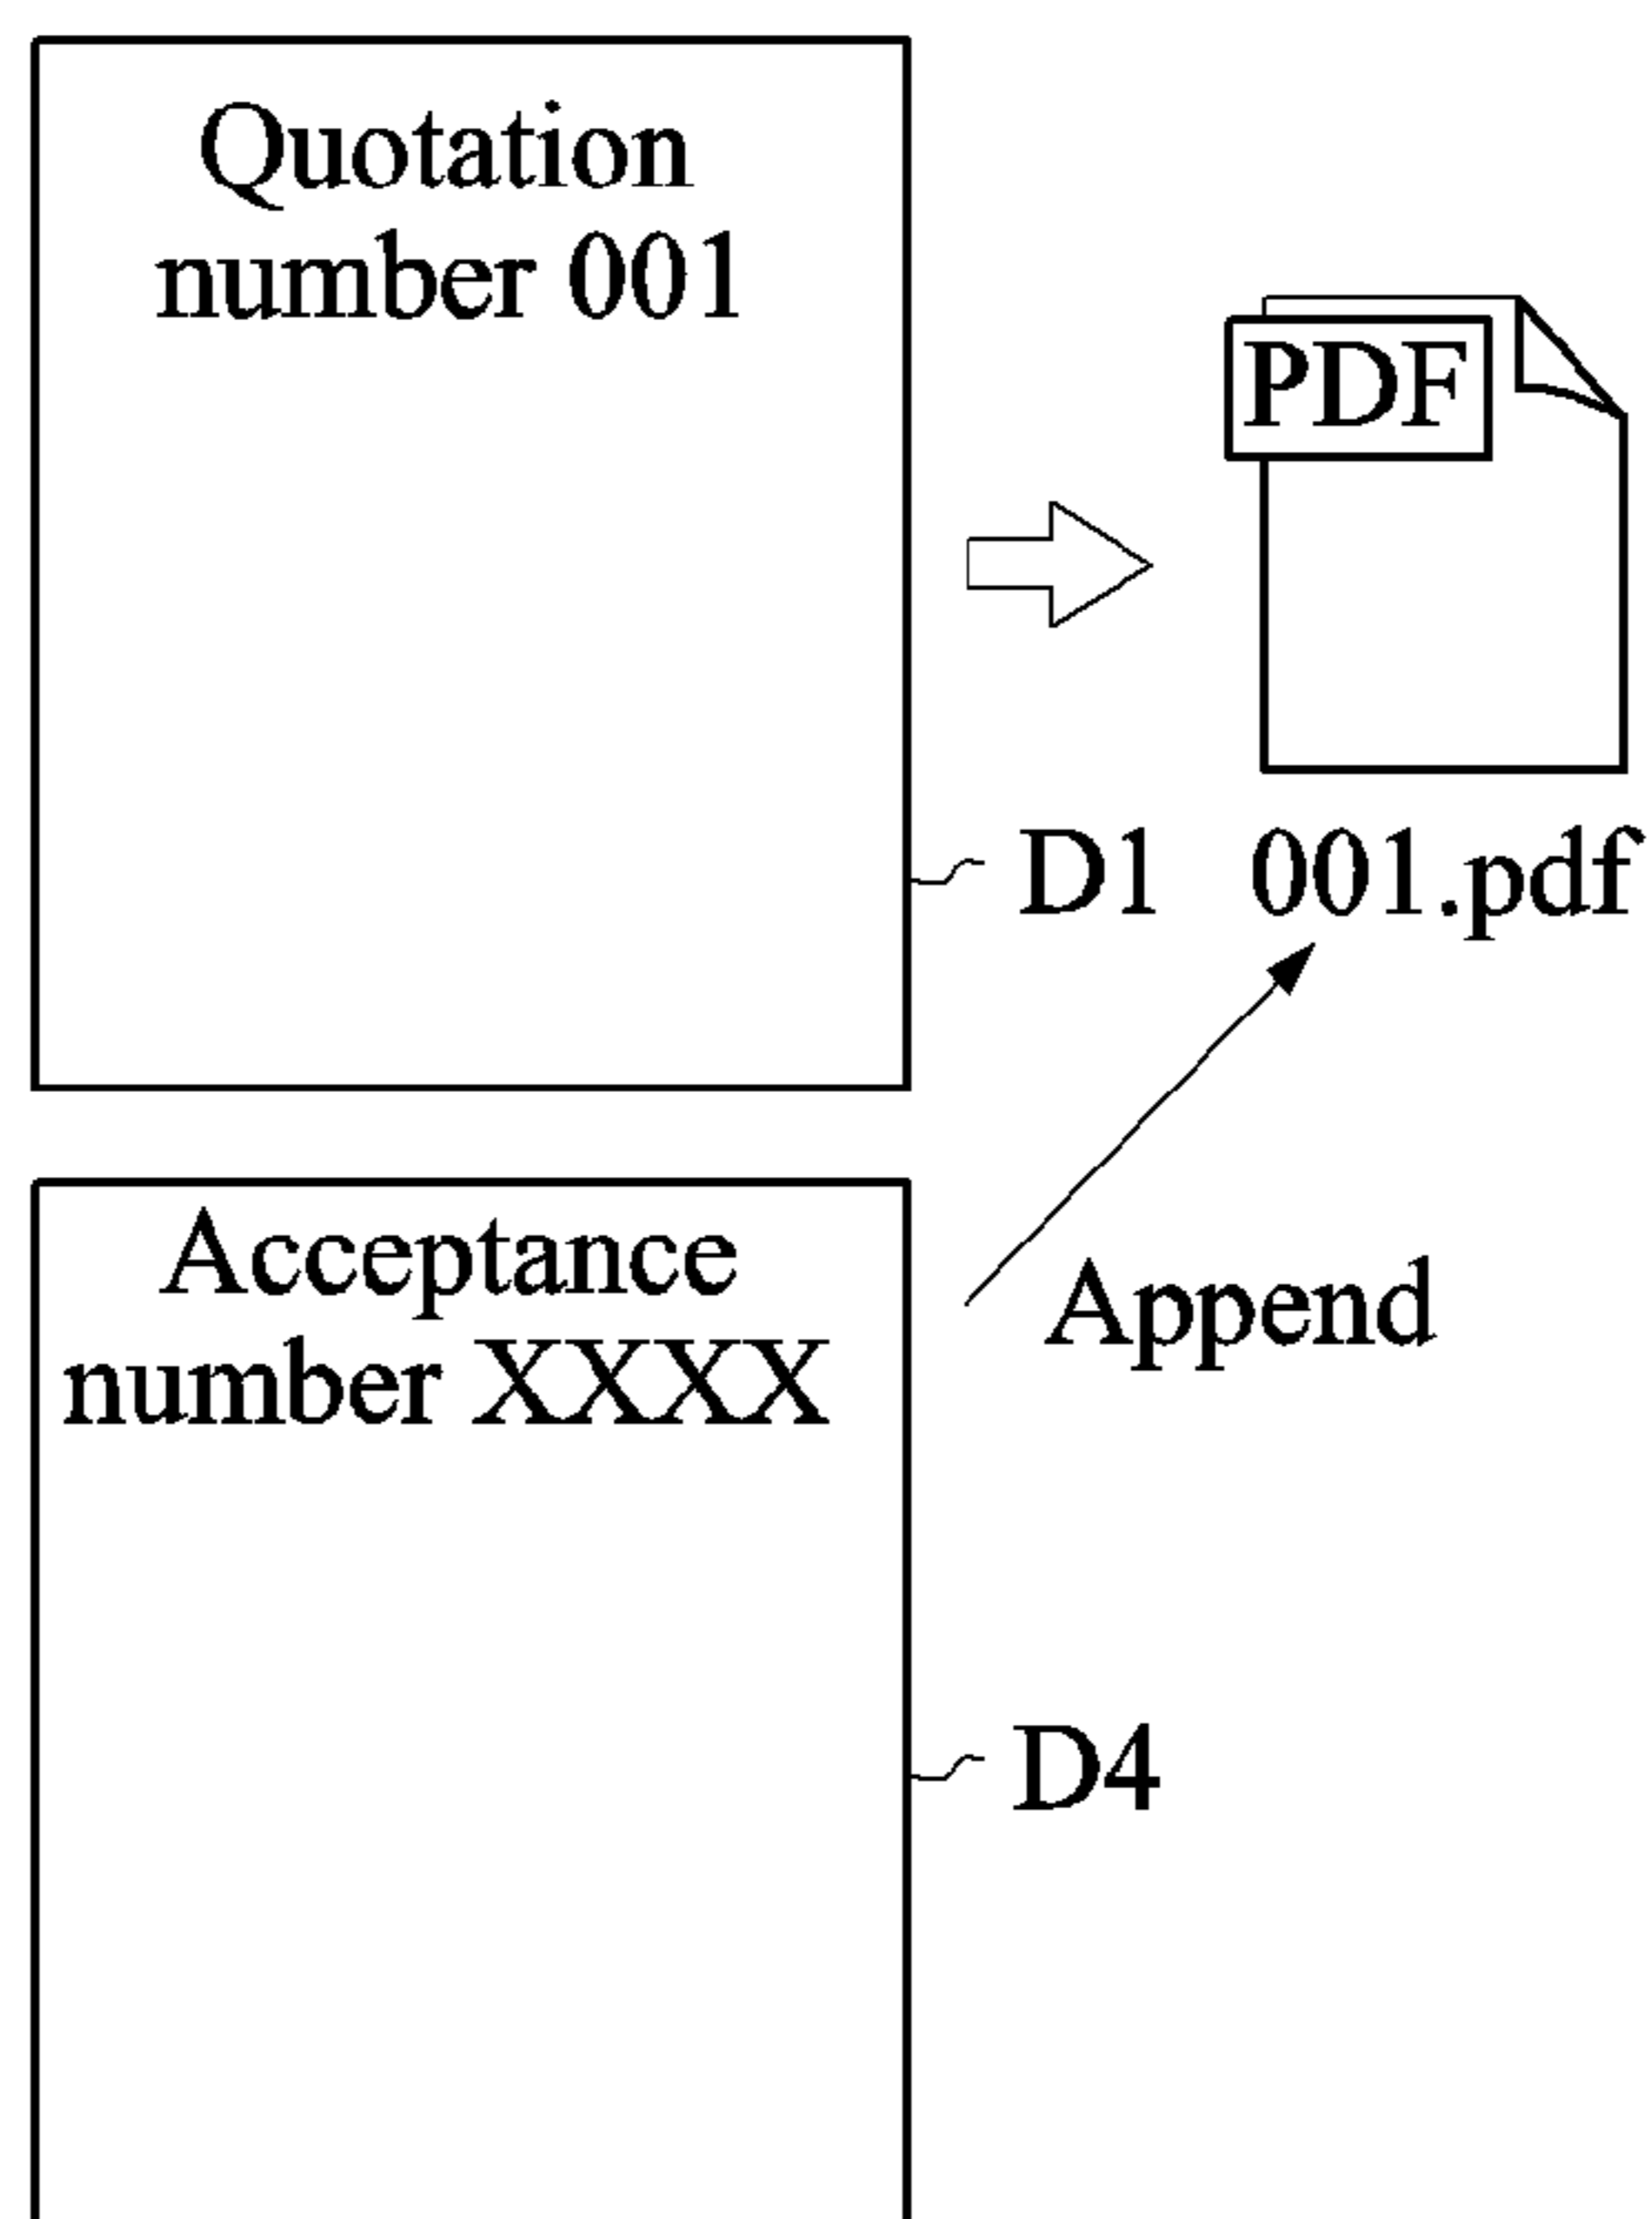 Quotation
number 001
PDF
D1
001.pdf
Acceptance
number XXXX
Append
D4